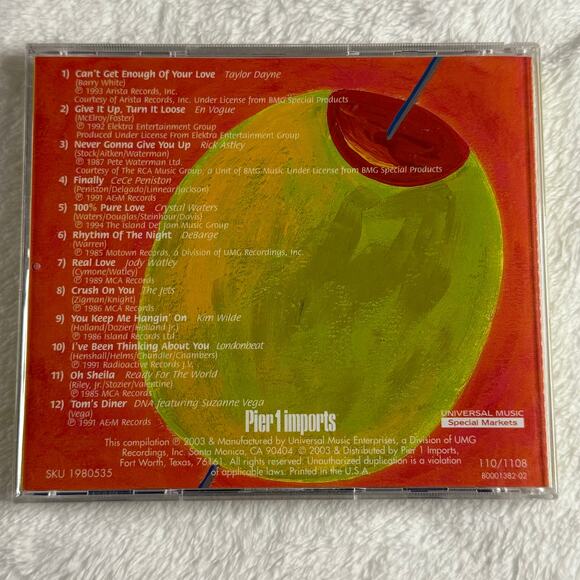 1) Can't Get Enough Of Your Love Taylor Dayne
(Barry White)
℗ 1993 Arista Records, Inc.
Courtesy of Arista Records, Inc. Under License from BMG Special Products
2) Give It Up, Turn It Loose En Vogue
(McElroy/Foster)
℗ 1992 Elektra Entertainment Group
Produced Under License From Elektra Entertainment Group
3) Never Gonna Give You Up Rick Astley
(Stock/Aitken/Waterman)
℗ 1987 Pete Waterman Ltd.
Courtesy of The RCA Music Group, a Unit of BMG Music Under License from BMG Special Products
4) Finally CeCe Peniston
(Peniston/Delgado/Linnear/Jackson)
℗ 1991 A&M Records
5) 100% Pure Love Crystal Waters
(Waters/Douglas/Steinhour/Davis)
℗ 1994 The Island Def Jam Music Group
6) Rhythm Of The Night DeBarge
(Warren)
℗ 1985 Motown Records, a Division of UMG Recordings, Inc.
7) Real Love Jody Watley
(Cymone/Watley)
℗ 1989 MCA Records
8) Crush On You The Jets
(Zigman/Knight)
℗ 1986 MCA Records
9) You Keep Me Hangin' On Kim Wilde
(Holland/Dozier/Holland Jr.)
℗ 1986 Island Records Ltd
10) I've Been Thinking About You Londonbeat
(Henshall/Helms/Chandler/Chambers)
℗ 1991 Radioactive Records J.V.
11) Oh Sheila Ready For The World
(Riley, Jr./Stozier/Valentine)
℗ 1985 MCA Records
12) Tom's Diner DNA featuring Suzanne Vega
(Vega)
℗ 1991 A&M Records
Pier 1 imports
UNIVERSAL MUSIC
Special Markets
This compilation ℗ 2003 & Manufactured by Universal Music Enterprises, a Division of UMG
Recordings, Inc. Santa Monica, CA 90404 © 2003 & Distributed by Pier 1 Imports,
Fort Worth, Texas, 76161. All rights reserved. Unauthorized duplication is a violation
of applicable laws. Printed in the U.S.A.
SKU 1980535
110/1108
B0001382-02